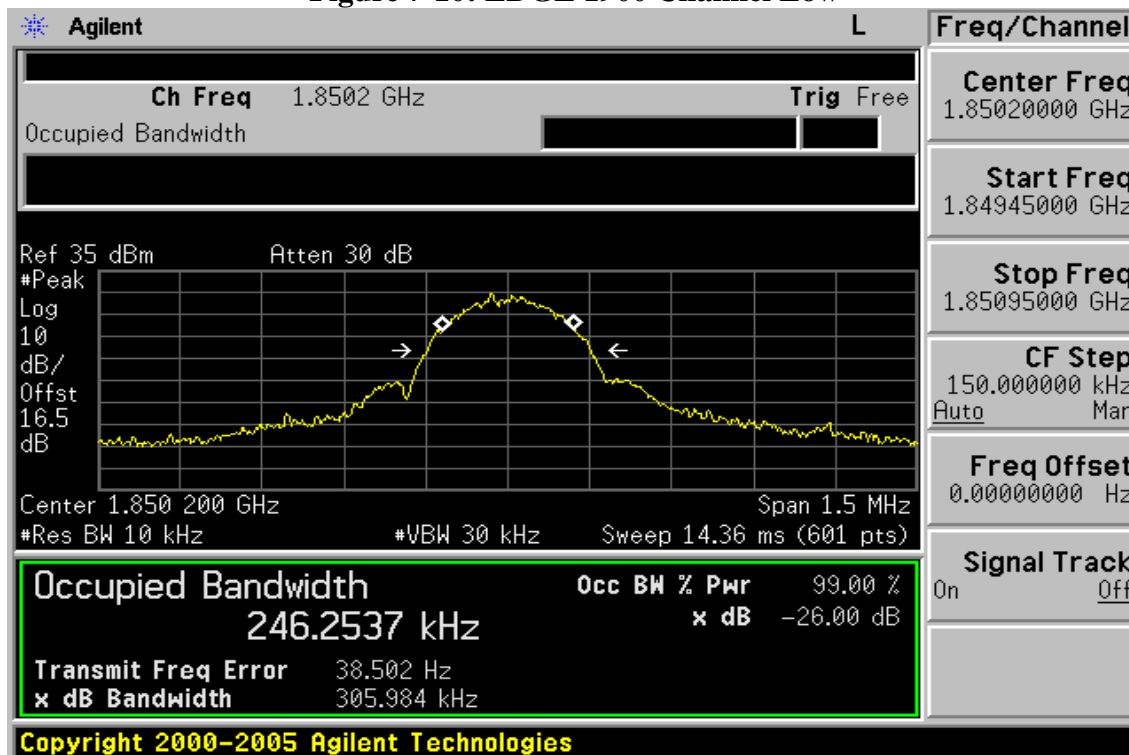 Agilent L Freq/Channel
Ch Freq 1.8502 GHz Trig Free
Occupied Bandwidth
Center Freq
1.85020000 GHz
Start Freq
1.84945000 GHz
Stop Freq
1.85095000 GHz
CF Step
150.000000 kHz
Auto Man
Freq Offset
0.00000000 Hz
Signal Track
On Off
Ref 35 dBm Atten 30 dB
#Peak
Log
10
dB/
Offst
16.5
dB
Center 1.850 200 GHz Span 1.5 MHz
#Res BW 10 kHz #VBW 30 kHz Sweep 14.36 ms (601 pts)
Occupied Bandwidth Occ BW % Pwr 99.00 %
246.2537 kHz x dB -26.00 dB
Transmit Freq Error 38.502 Hz
x dB Bandwidth 305.984 kHz
Copyright 2000-2005 Agilent Technologies